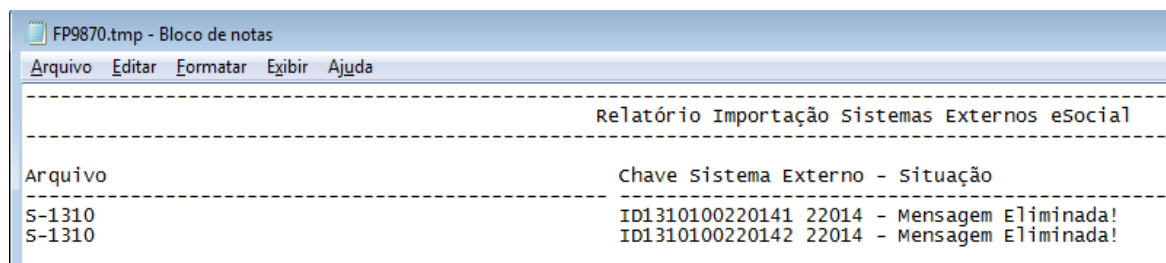 FP9870.tmp - Bloco de notas
Arquivo Editar Formatar Exibir Ajuda
Relatório Importação Sistemas Externos eSocial
Arquivo Chave Sistema Externo - Situação
S-1310 ID1310100220141 22014 - Mensagem Eliminada!
S-1310 ID1310100220142 22014 - Mensagem Eliminada!